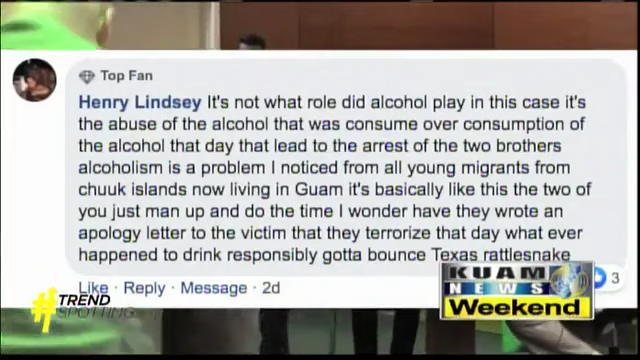 Top Fan
Henry Lindsey It's not what role did alcohol play in this case it's
the abuse of the alcohol that was consume over consumption of
the alcohol that day that lead to the arrest of the two brothers
alcoholism is a problem I noticed from all young migrants from
chuuk islands now living in Guam it's basically like this the two of
you just man up and do the time I wonder have they wrote an
apology letter to the victim that they terrorize that day what ever
happened to drink responsibly gotta bounce Texas rattlesnake
Like · Reply · Message · 2d
3
# TREND
SPOTTING
KUAM
NEWS
Weekend